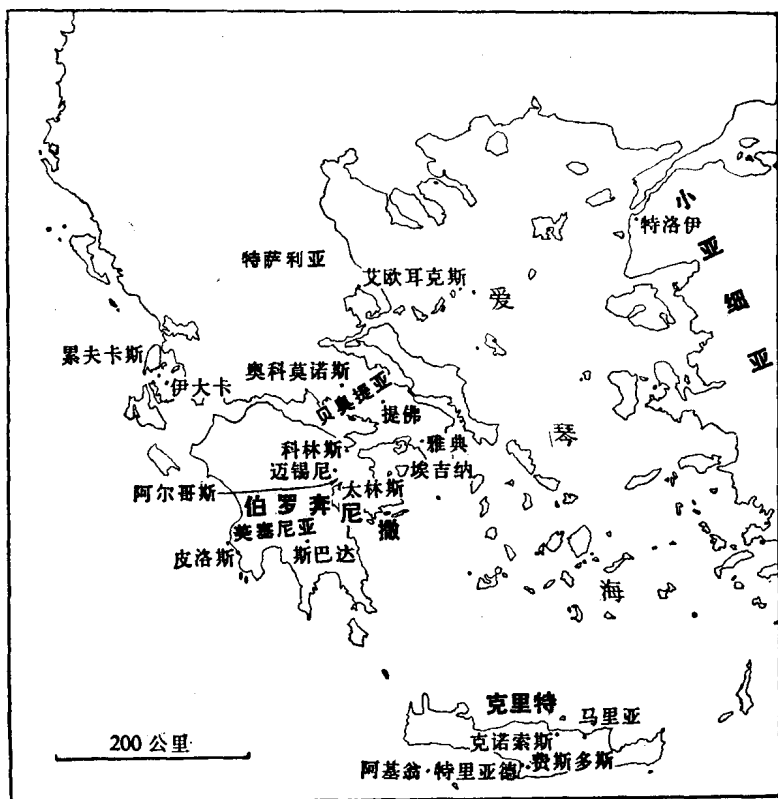 小亚细亚
特洛伊
特萨利亚
艾欧耳克斯
爱琴海
累夫卡斯
伊大卡
奥科莫诺斯
贝奥提亚
提佛
科林斯
雅典
迈锡尼
埃吉纳
阿尔哥斯
太林斯
伯罗奔尼撒
美塞尼亚
皮洛斯
斯巴达
克里特
马里亚
克诺索斯
阿基翁·特里亚德
费斯多斯
200公里